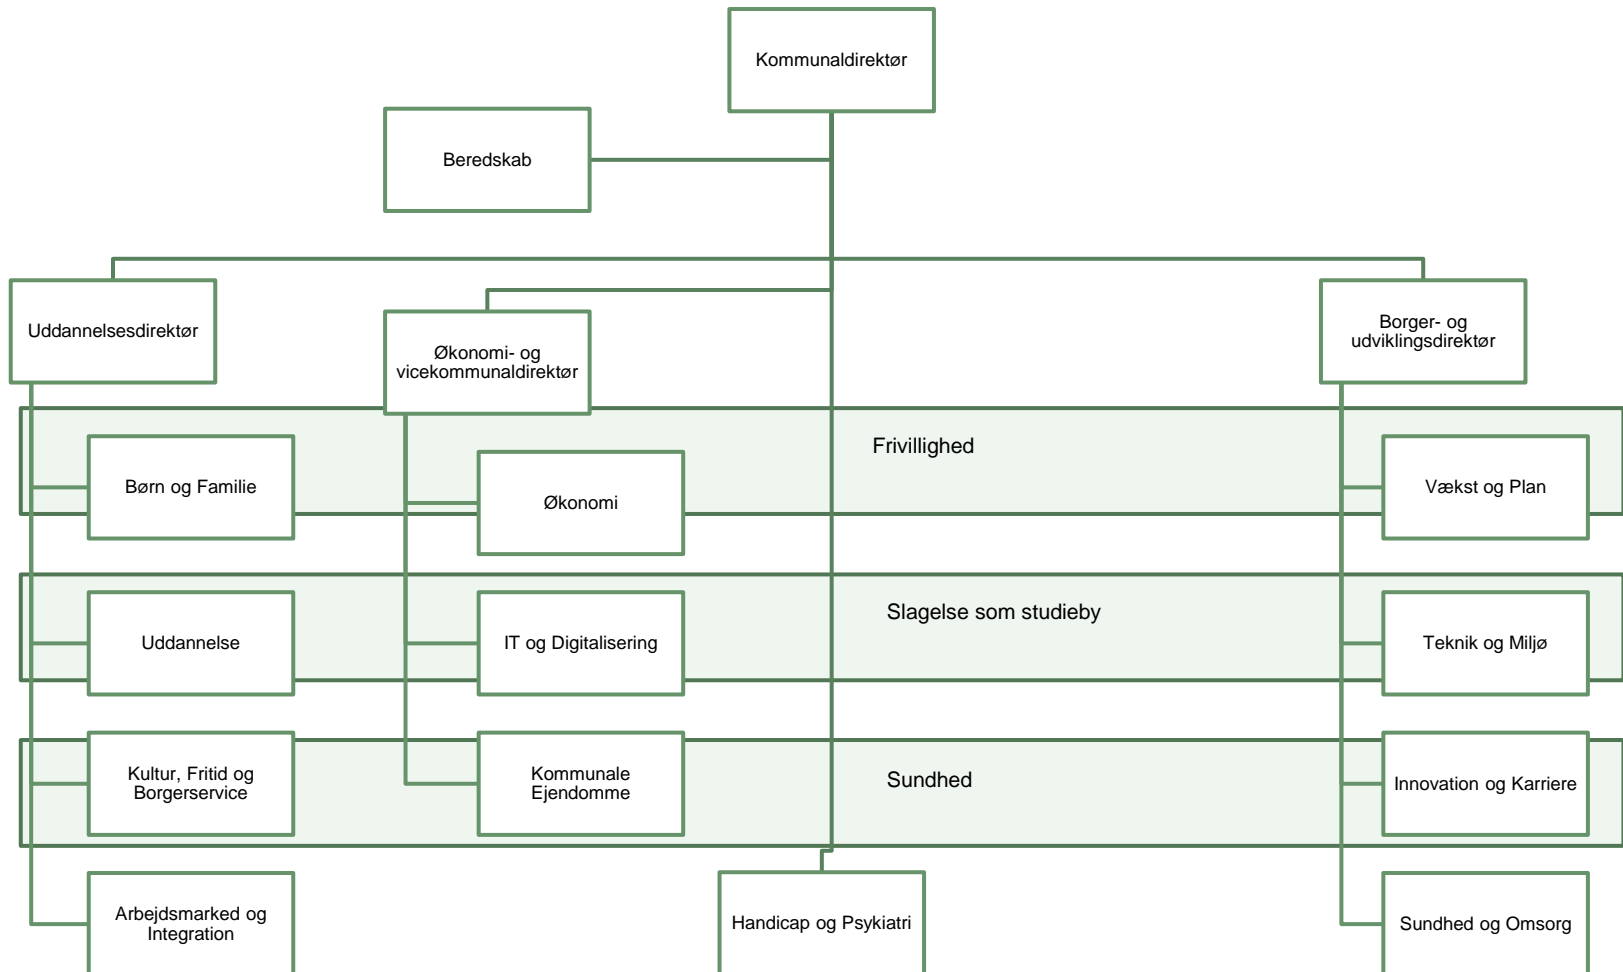 Kommunaldirektør
Beredskab
Uddannelsesdirektør
Økonomi- og
vicekommunaldirektør
Borger- og
udviklingsdirektør
Frivillighed
Børn og Familie
Økonomi
Vækst og Plan
Slagelse som studieby
Uddannelse
IT og Digitalisering
Teknik og Miljø
Kultur, Fritid og
Borgerservice
Kommunale
Ejendomme
Sundhed
Innovation og Karriere
Arbejdsmarked og
Integration
Handicap og Psykiatri
Sundhed og Omsorg